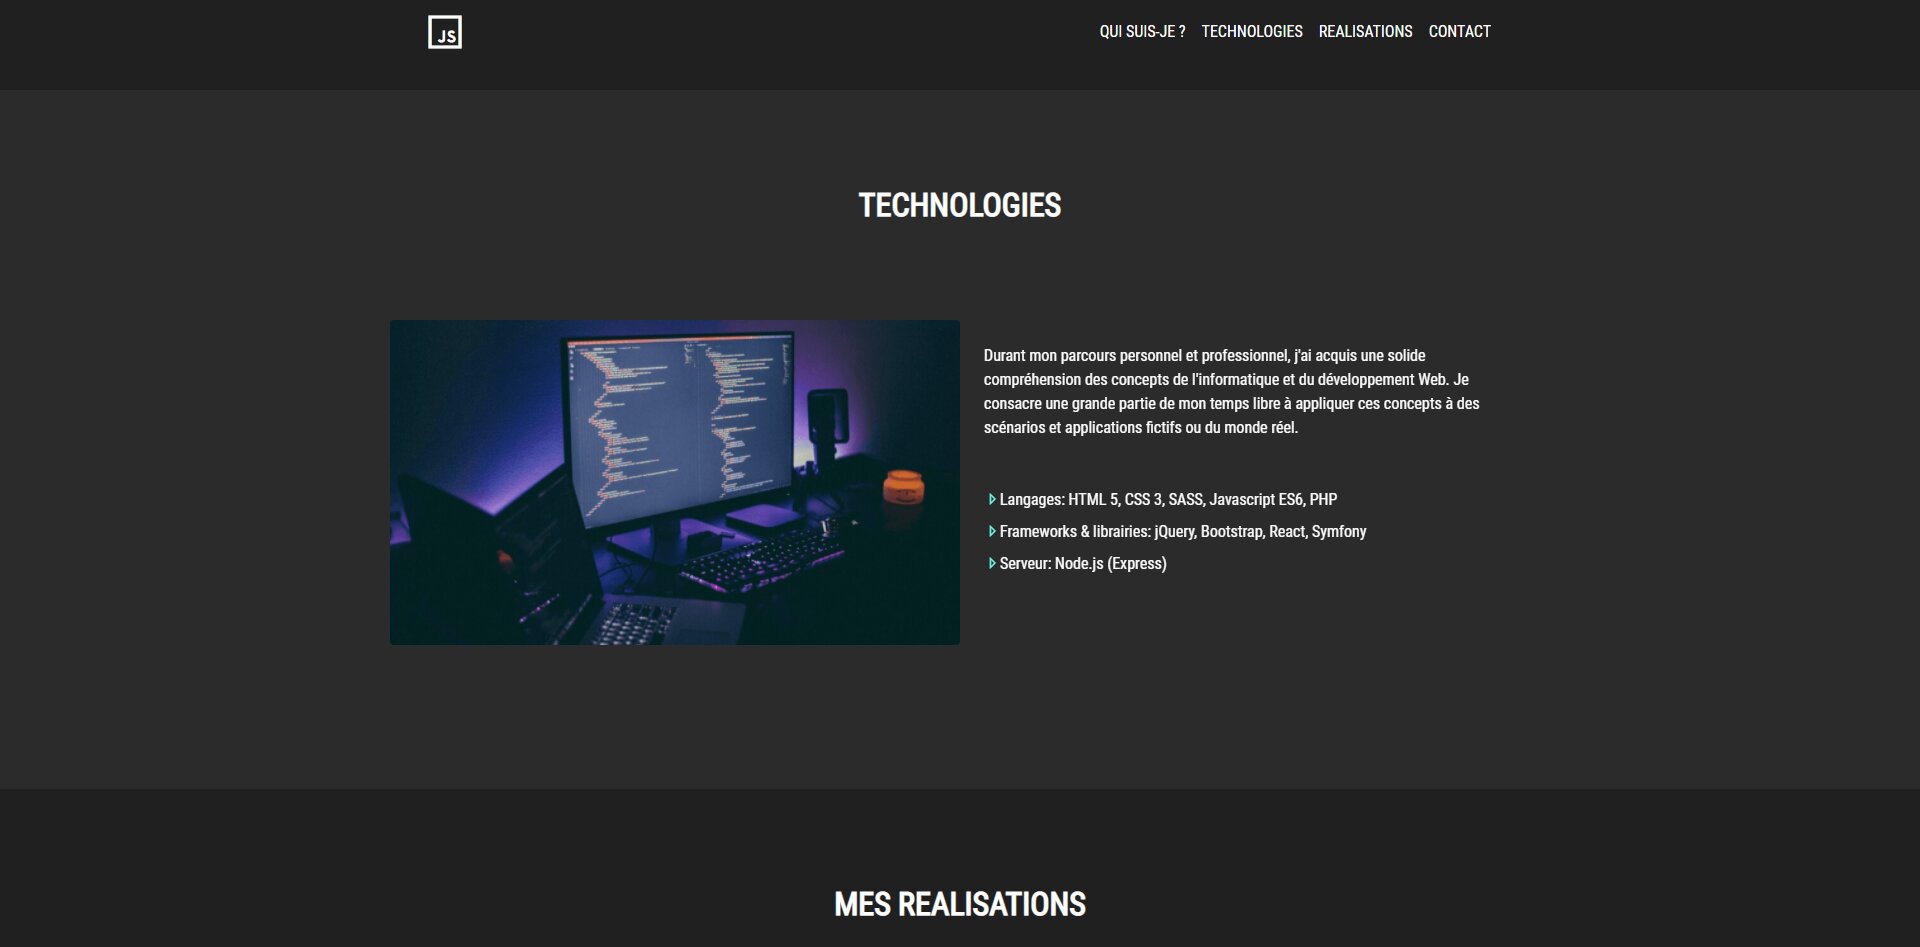 JS
QUI SUIS-JE ? TECHNOLOGIES REALISATIONS CONTACT
TECHNOLOGIES
Durant mon parcours personnel et professionnel, j'ai acquis une solide
compréhension des concepts de l'informatique et du développement Web. Je
consacre une grande partie de mon temps libre à appliquer ces concepts à des
scénarios et applications fictifs ou du monde réel.
Langages: HTML 5, CSS 3, SASS, Javascript ES6, PHP
Frameworks & librairies: jQuery, Bootstrap, React, Symfony
Serveur: Node.js (Express)
MES REALISATIONS